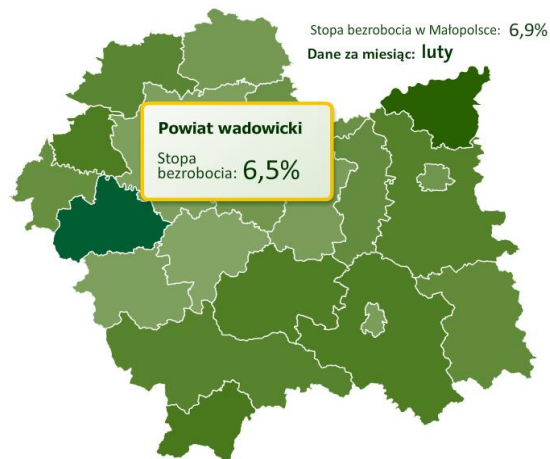 Stopa bezrobocia w Małopolsce: 6,9%
Dane za miesiąc: luty
Powiat wadowicki
Stopa
bezrobocia: 6,5%